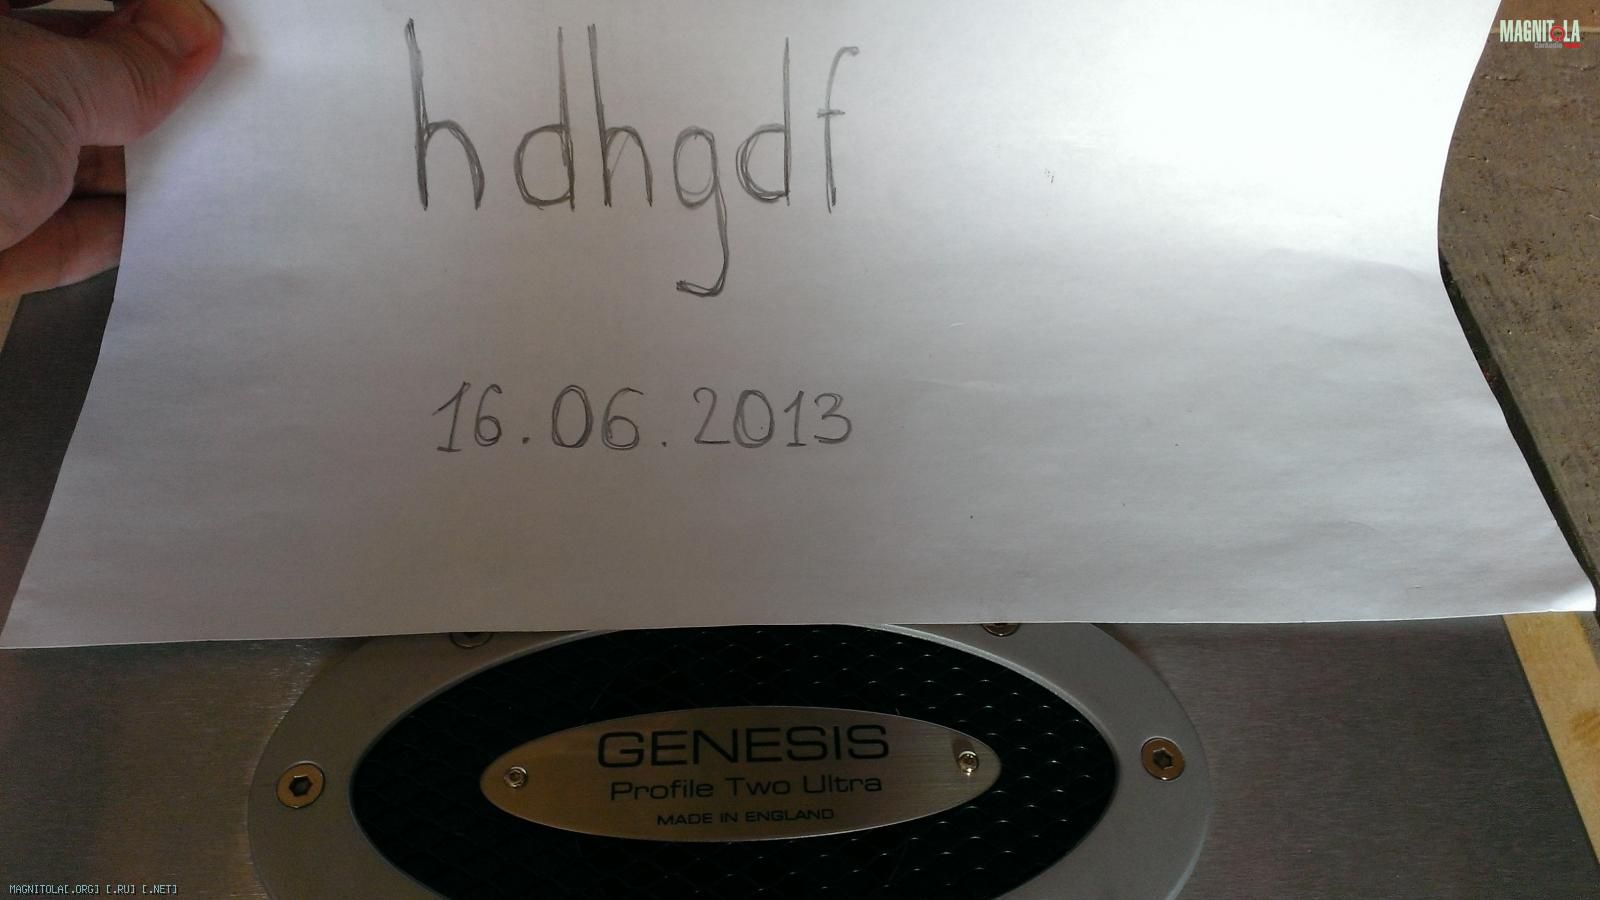 MAGNITOLA
hdhgdf
16.06.2013
GENESIS
Profile Two Ultra
MADE IN ENGLAND
MAGNITOLA[.ORG] [.RU] [.NET]